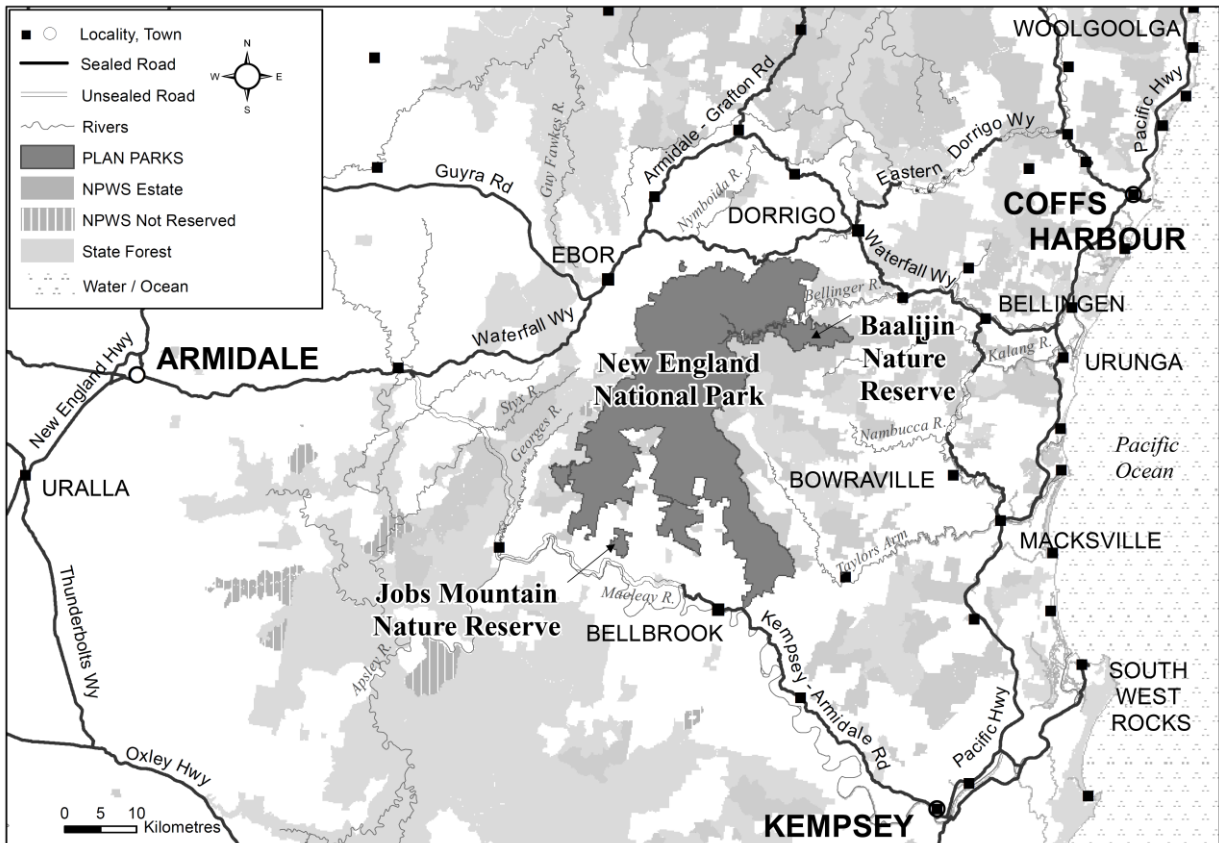 Locality, Town
Sealed Road
Unsealed Road
Rivers
PLAN PARKS
NPWS Estate
NPWS Not Reserved
State Forest
Water / Ocean
N
W
E
S
WOOLGOOLGA
Pacific Hwy
Armidale - Grafton Rd
Guy Fawkes R.
Eastern Dorrigo Wy
Guyra Rd
Nymboida R.
DORRIGO
COFFS
HARBOUR
EBOR
Waterfall Wy
Bellinger R.
BELLINGEN
Waterfall Wy
New England Hwy
ARMIDALE
Baalijin
Nature
Reserve
Kalang R.
URUNGA
New England
National Park
Styx R.
Georges R.
Nambucca R.
Pacific
Ocean
URALLA
BOWRAVILLE
MACKSVILLE
Taylors Arm
Jobs Mountain
Nature Reserve
Macleay R.
BELLBROOK
Thunderbolts Wy
Apsley R.
Kempsey - Armidale Rd
SOUTH
WEST
ROCKS
Pacific Hwy
Oxley Hwy
0 5 10
Kilometres
KEMPSEY